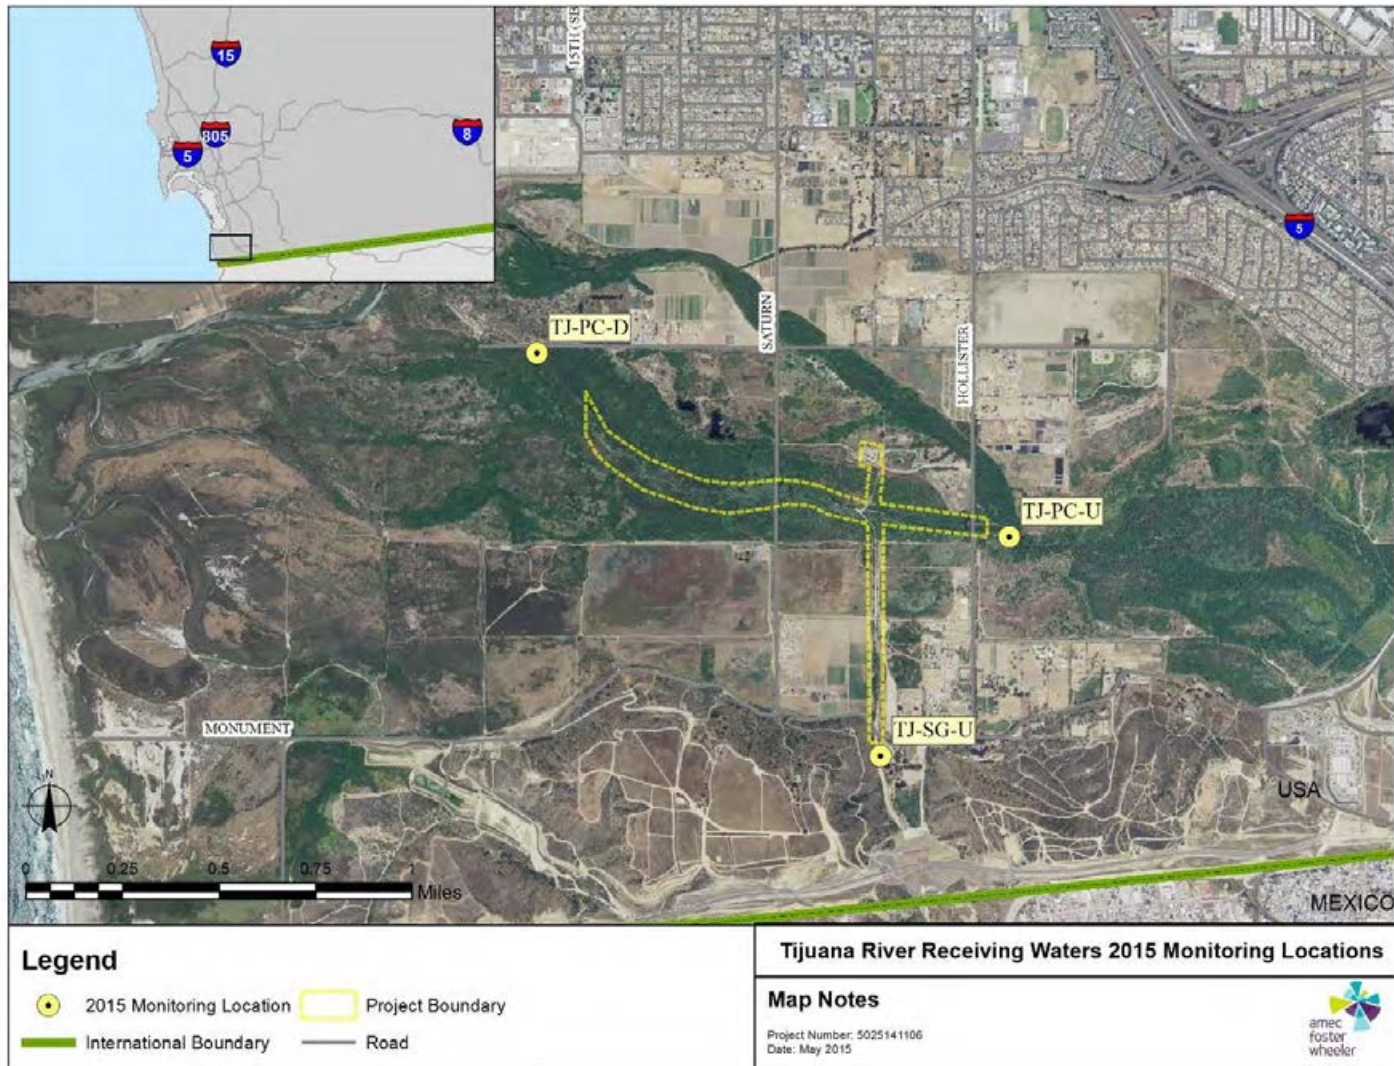 15
805
5
8
15TH (SB
5
TJ-PC-D
SATURN
HOLLISTER
TJ-PC-U
TJ-SG-U
MONUMENT
N
USA
0 0.25 0.5 0.75 1
Miles
MEXICO
Legend
2015 Monitoring Location
Project Boundary
International Boundary
Road
Tijuana River Receiving Waters 2015 Monitoring Locations
Map Notes
Project Number: 5025141106
Date: May 2015
amec
foster
wheeler